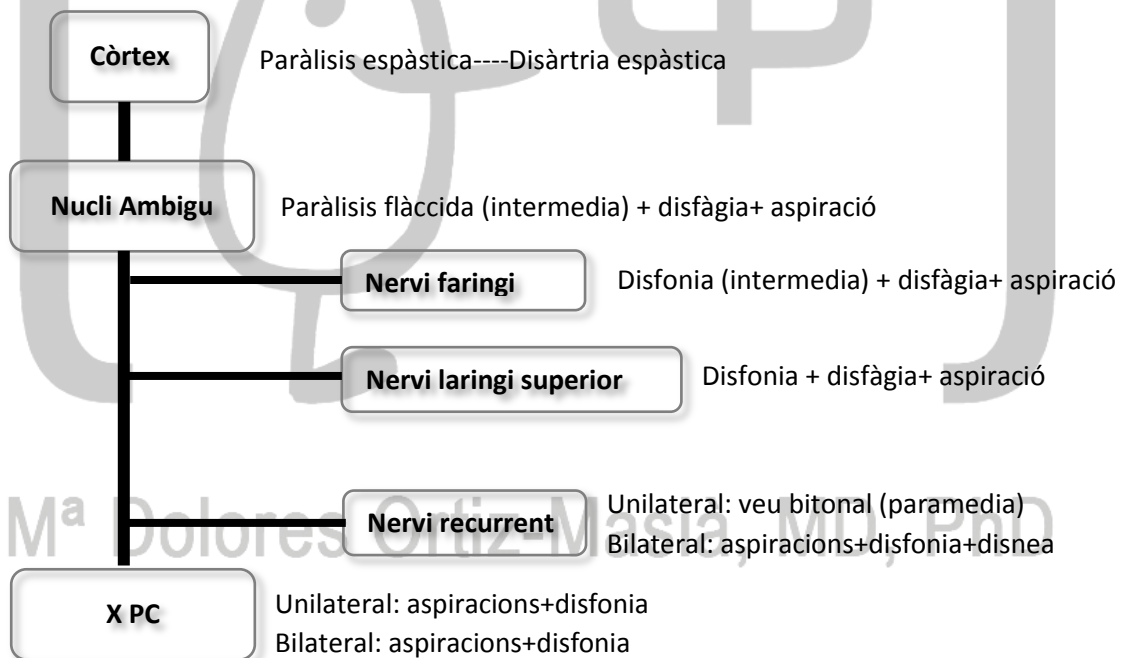 Còrtex
Paràlisis espàstica----Disàrtria espàstica
Nucli Ambigu
Paràlisis flàccida (intermedia) + disfàgia+ aspiració
Nervi faringi
Disfonia (intermedia) + disfàgia+ aspiració
Nervi laringi superior
Disfonia + disfàgia+ aspiració
Mª Dolores Ortiz-Masia, MD, PhD
Nervi recurrent
Unilateral: veu bitonal (paramedia)
Bilateral: aspiracions+disfonia+disnea
X PC
Unilateral: aspiracions+disfonia
Bilateral: aspiracions+disfonia